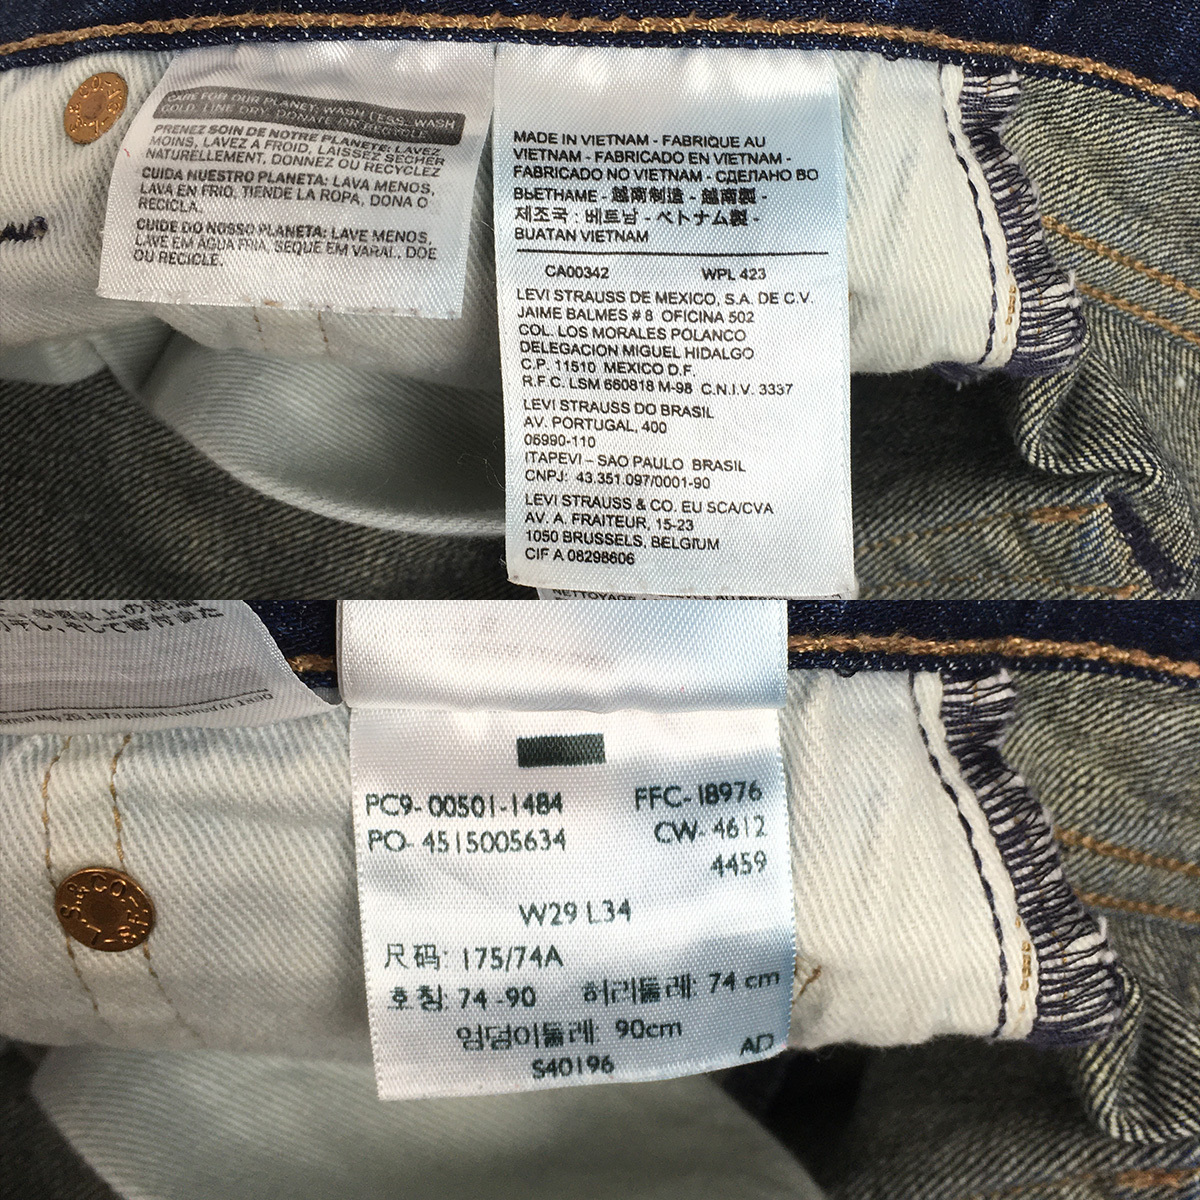 CARE FOR OUR PLANET: WASH LESS, WASH
COLD, LINE DRY, DONATE OR RECYCLE
PRENEZ SOIN DE NOTRE PLANETE: LAVEZ
MOINS, LAVEZ A FROID, LAISSEZ SECHER
NATURELLEMENT, DONNEZ OU RECYCLEZ
CUIDA NUESTRO PLANETA: LAVA MENOS,
LAVA EN FRIO, TIENDE LA ROPA, DONA O
RECICLA.
CUIDE DO NOSSO PLANETA: LAVE MENOS,
LAVE EM AGUA FRIA, SEQUE EM VARAL, DOE
OU RECICLE.
MADE IN VIETNAM - FABRIQUE AU
VIETNAM - FABRICADO EN VIETNAM -
FABRICADO NO VIETNAM - СДЕЛАНО ВО
ВЬЕТНАМЕ - 越南制造 - 越南製 -
제조국 : 베트남 - ベトナム製 -
BUATAN VIETNAM
CA00342 WPL 423
LEVI STRAUSS DE MEXICO, S.A. DE C.V.
JAIME BALMES # 8 OFICINA 502
COL. LOS MORALES POLANCO
DELEGACION MIGUEL HIDALGO
C.P. 11510 MEXICO D.F.
R.F.C. LSM 660818 M-98 C.N.I.V. 3337
LEVI STRAUSS DO BRASIL
AV. PORTUGAL, 400
06990-110
ITAPEVI – SAO PAULO BRASIL
CNPJ: 43.351.097/0001-90
LEVI STRAUSS & CO. EU SCA/CVA
AV. A. FRAITEUR, 15-23
1050 BRUSSELS, BELGIUM
CIF A 08298606
PC9- 00501-1484 FFC- 18976
PO- 4515005634 CW- 4612
4459
W29 L34
尺码: 175/74A
호칭: 74 -90 허리둘레: 74 cm
엉덩이둘레: 90cm
S40196 AD